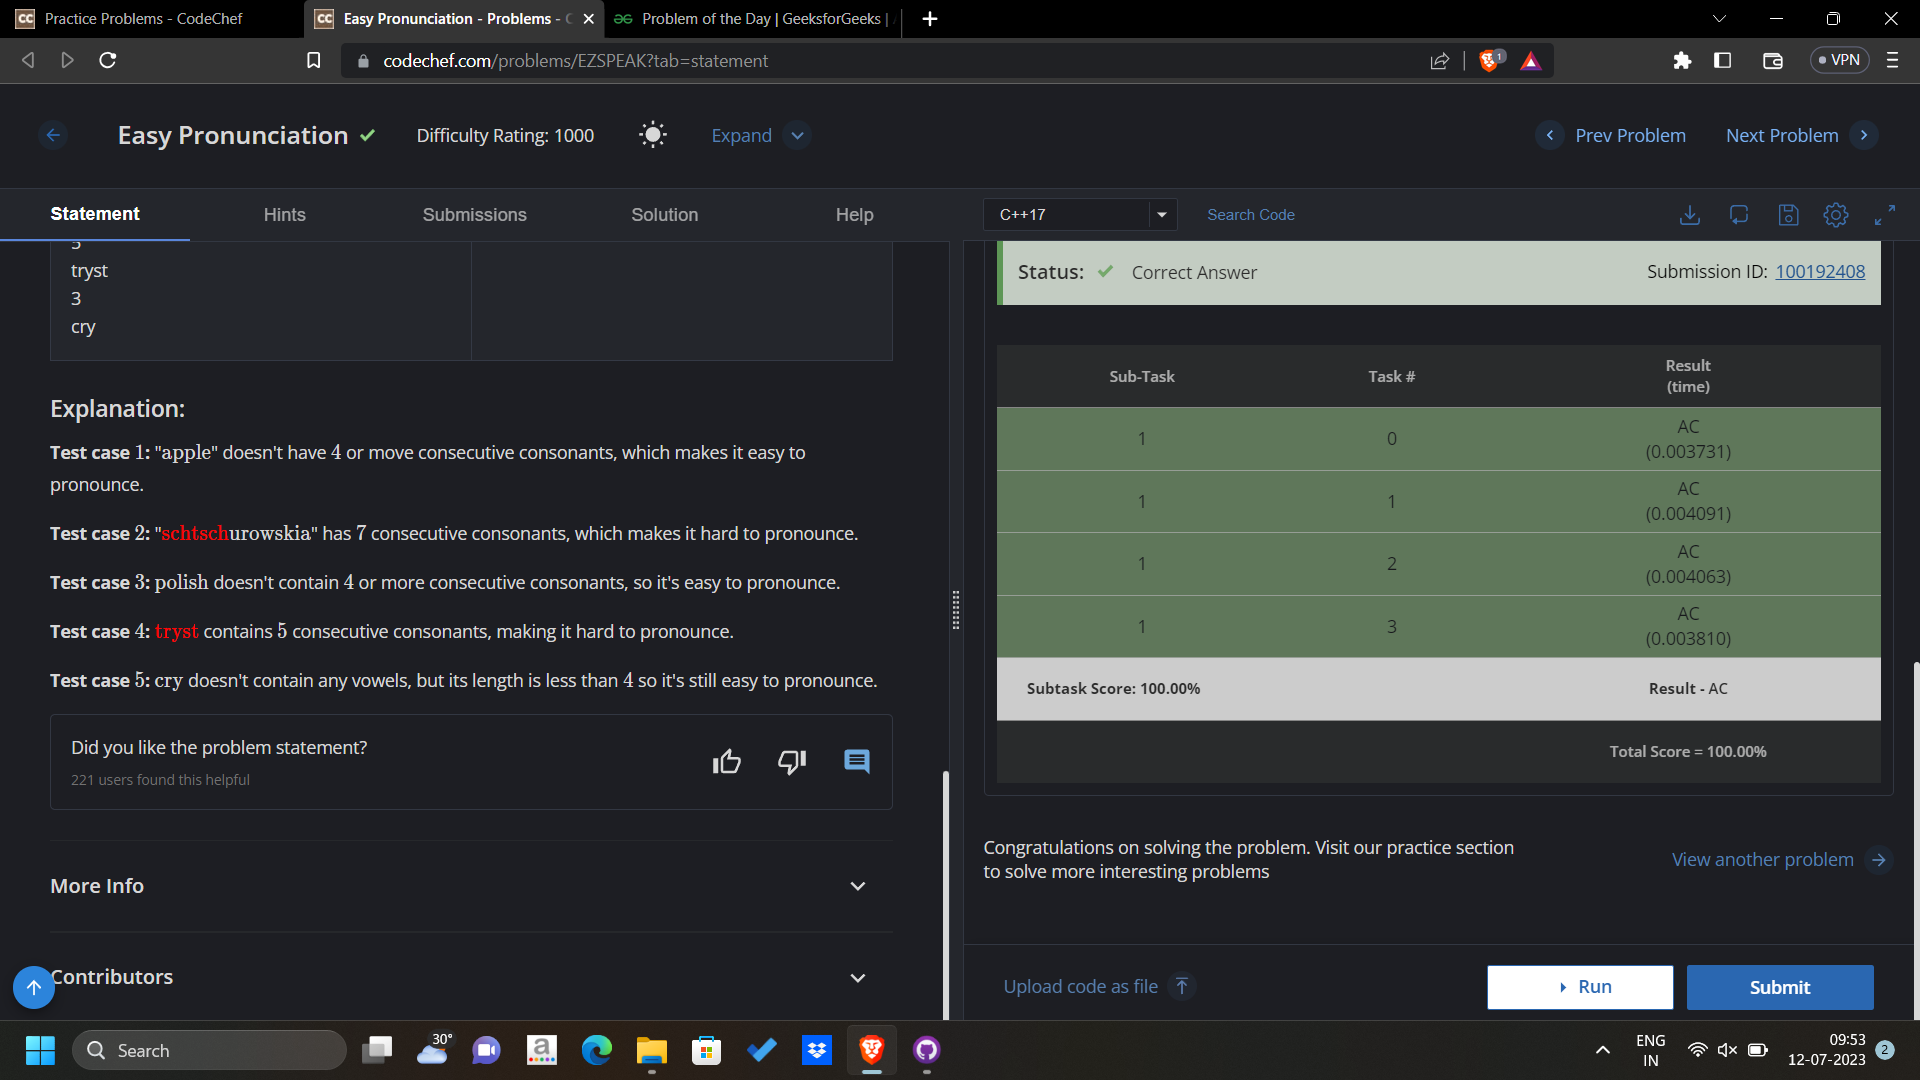 Practice Problems - CodeChef
Easy Pronunciation - Problems -
Problem of the Day | GeeksforGeeks |
codechef.com/problems/EZSPEAK?tab=statement
1
VPN
Easy Pronunciation
Difficulty Rating: 1000
Expand
Prev Problem
Next Problem
Statement
Hints
Submissions
Solution
Help
C++17
Search Code
5
tryst
3
cry
Explanation:
Test case 1: "apple" doesn't have 4 or move consecutive consonants, which makes it easy to
pronounce.
Test case 2: "schtschurowskia" has 7 consecutive consonants, which makes it hard to pronounce.
Test case 3: polish doesn't contain 4 or more consecutive consonants, so it's easy to pronounce.
Test case 4: tryst contains 5 consecutive consonants, making it hard to pronounce.
Test case 5: cry doesn't contain any vowels, but its length is less than 4 so it's still easy to pronounce.
Did you like the problem statement?
221 users found this helpful
More Info
Contributors
Status: Correct Answer
Submission ID: 100192408
Sub-Task Task # Result
(time)
1 0 AC
(0.003731)
1 1 AC
(0.004091)
1 2 AC
(0.004063)
1 3 AC
(0.003810)
Subtask Score: 100.00% Result - AC
Total Score = 100.00%
Congratulations on solving the problem. Visit our practice section
to solve more interesting problems
View another problem
Upload code as file
Run
Submit
Search
30°
ENG
IN
09:53
12-07-2023
2